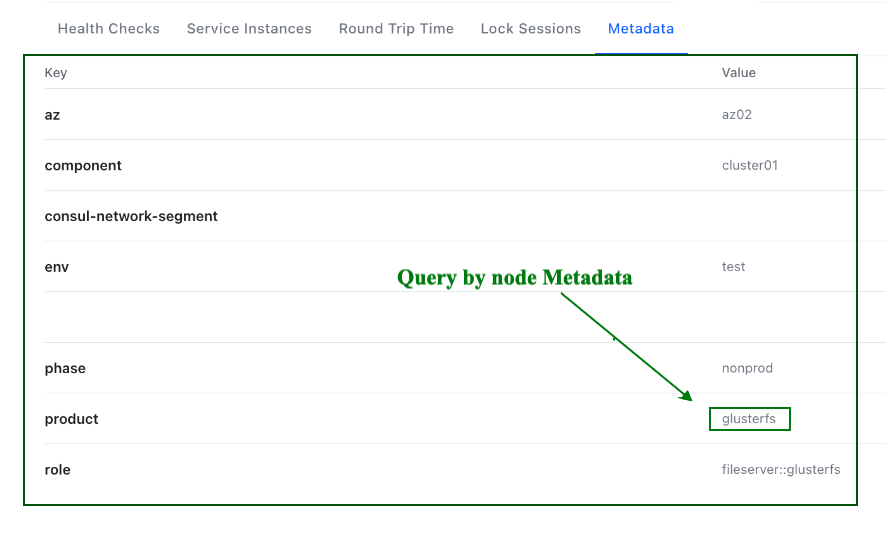 Health Checks Service Instances Round Trip Time Lock Sessions Metadata
Key Value
az az02
component cluster01
consul-network-segment
env test
Query by node Metadata
phase nonprod
product glusterfs
role fileserver::glusterfs